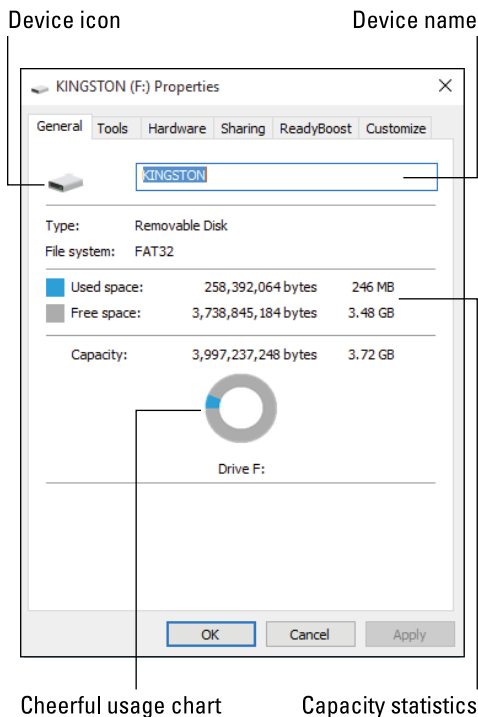 Device icon Device name
KINGSTON (F:) Properties
General Tools Hardware Sharing ReadyBoost Customize
KINGSTON
Type: Removable Disk
File system: FAT32
Used space: 258,392,064 bytes 246 MB
Free space: 3,738,845,184 bytes 3.48 GB
Capacity: 3,997,237,248 bytes 3.72 GB
Drive F:
OK Cancel Apply
Cheerful usage chart Capacity statistics